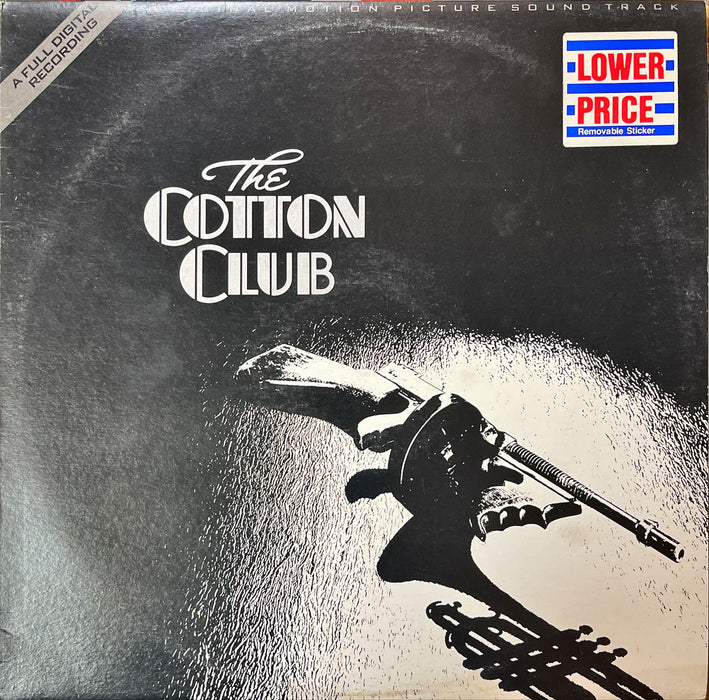 MOTION PICTURE SOUND TRACK
A FULL DIGITAL
RECORDING
LOWER
PRICE
Removable Sticker
The
COTTON
CLUB